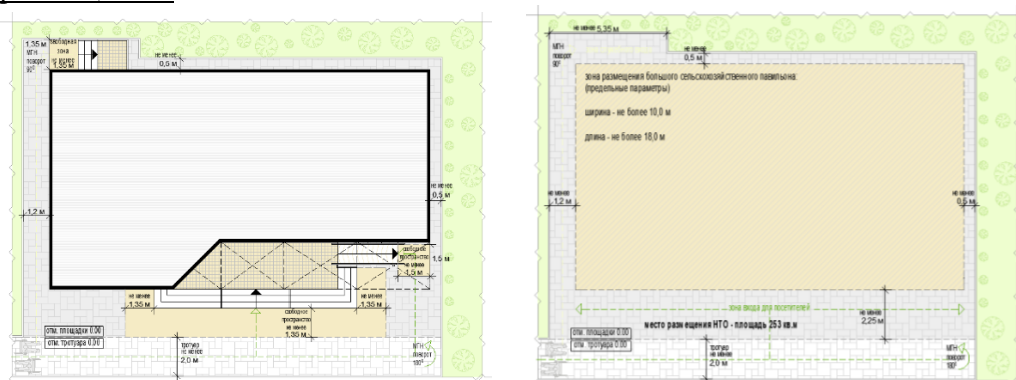 1,35 м
свободная
зона
не менее
1,35 м
МГН
поворот
90°
не менее
0,5 м
не менее
0,5 м
1,2 м
свободное
пространство
не менее
1,5 м
1,5 м
не менее
1,35 м
не менее
1,35 м
свободное
пространство
не менее
1,35 м
отм. площадки 0.00
отм. тротуара 0.00
тротуар
не менее
2,0 м
МГН
поворот
180°
не менее 5,35 м
МГН
поворот
90°
не менее
0,5 м
зона размещения большого сельскохозяйственного павильона
(предельные параметры)
ширина - не более 10,0 м
длина - не более 18,0 м
не менее
1,2 м
не менее
0,5 м
зона входа для посетителей
место размещения НТО - площадь 253 кв.м
не менее
2,25 м
отм. площадки 0.00
отм. тротуара 0.00
тротуар
не менее
2,0 м
МГН
поворот
180°